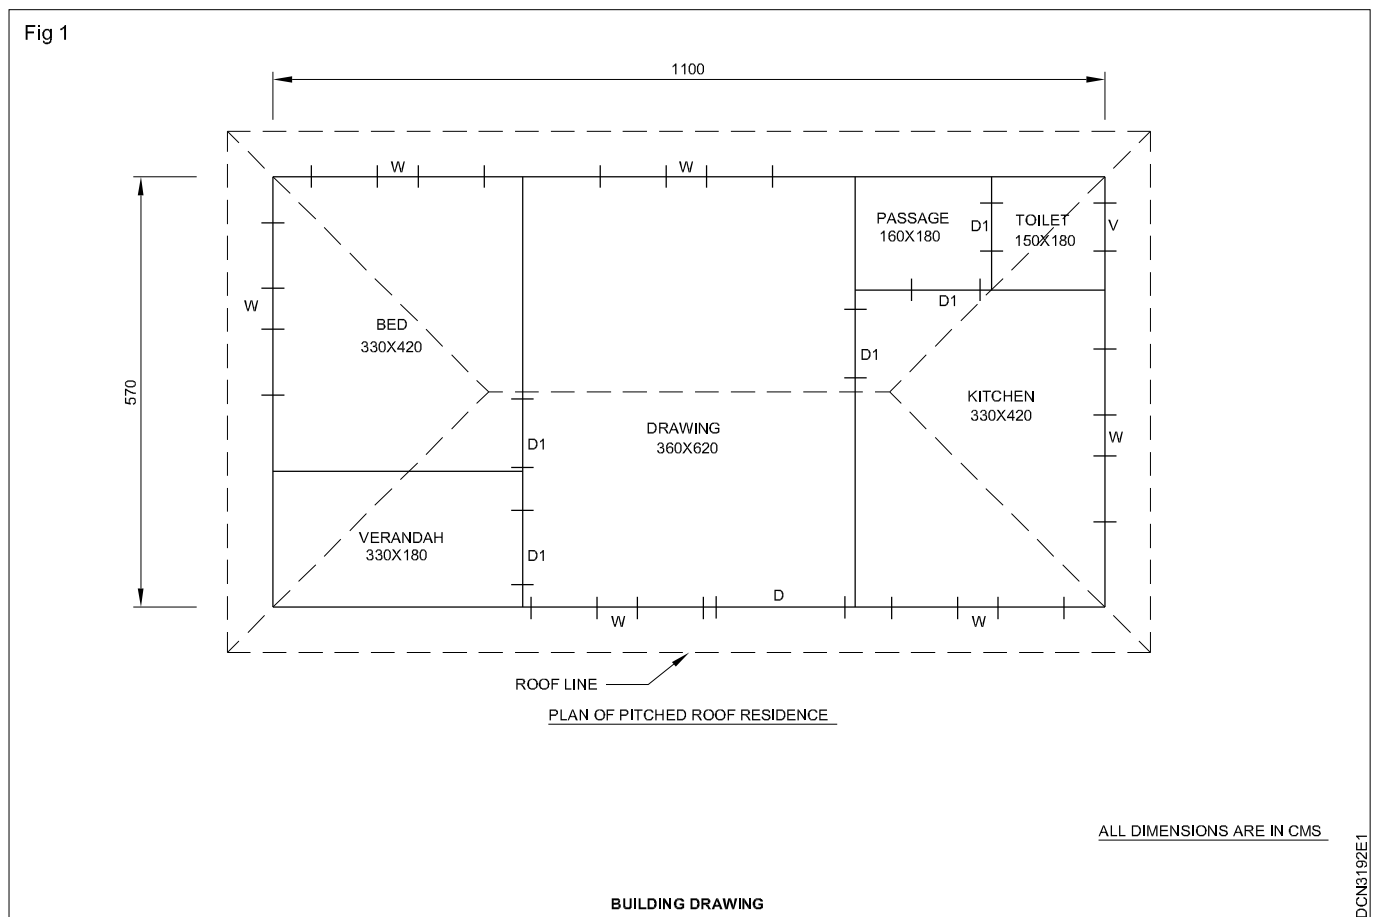 Fig 1
1100
W
W
PASSAGE
160X180
D1
TOILET
150X180
V
W
D1
BED
330X420
D1
570
KITCHEN
330X420
DRAWING
360X620
D1
W
VERANDAH
330X180
D1
D
W
W
ROOF LINE
PLAN OF PITCHED ROOF RESIDENCE
ALL DIMENSIONS ARE IN CMS
DCN3192E1
BUILDING DRAWING